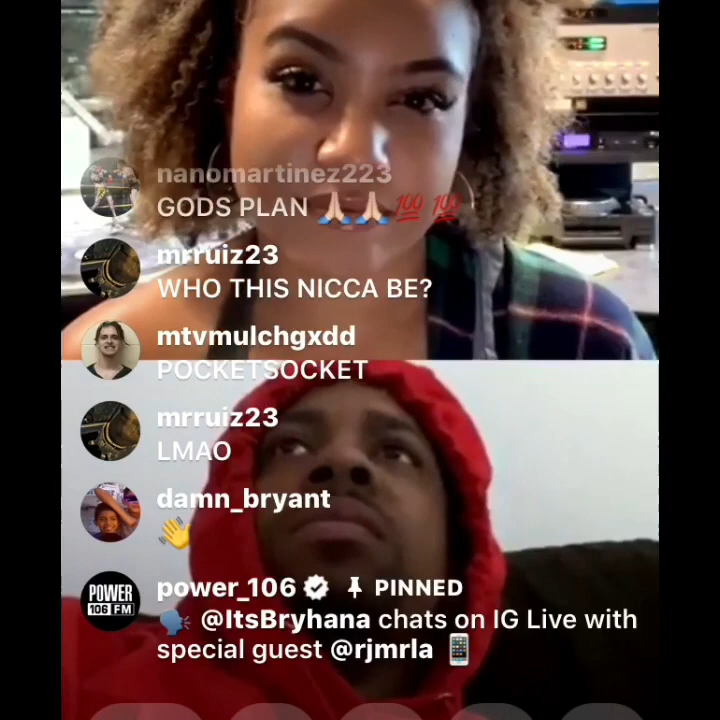 nanomartinez223
GODS PLAN 🙏🏼🙏🏼💯💯
mrruiz23
WHO THIS NICCA BE?
mtvmulchgxdd
POCKETSOCKET
mrruiz23
LMAO
damn_bryant
👋
POWER
106 FM
power_106 PINNED
🗣️ @ItsBryhana chats on IG Live with
special guest @rjmrla 📱